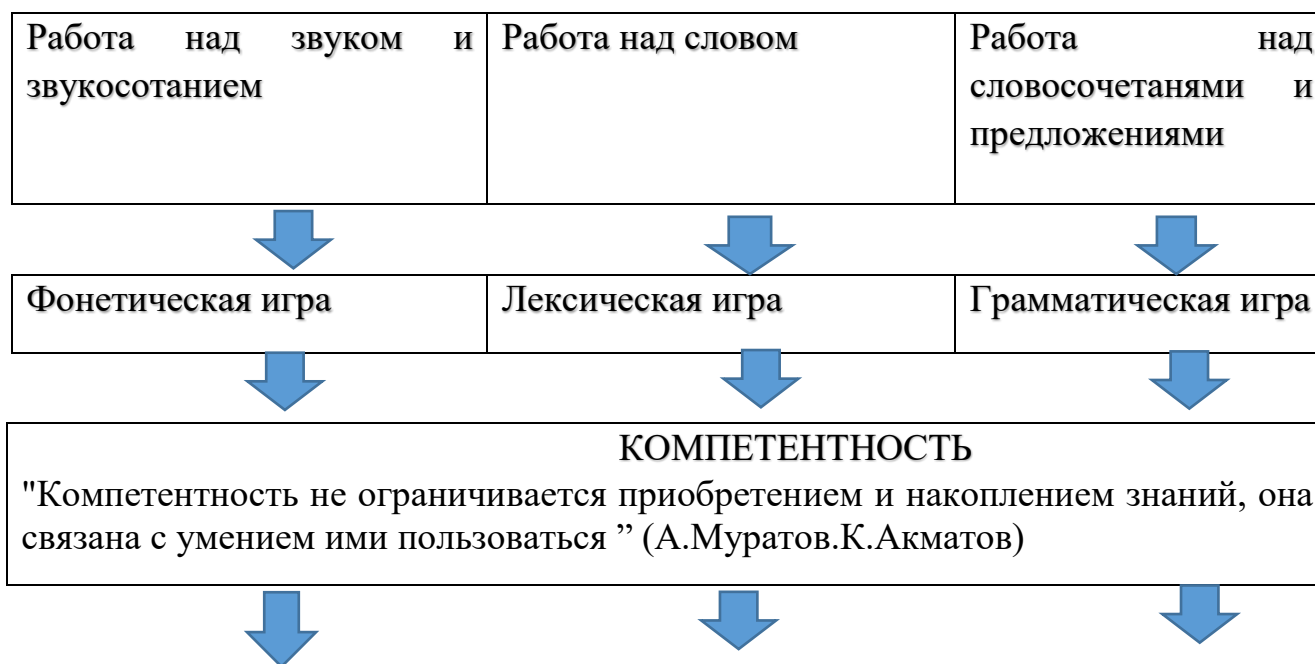 Работа над звуком и
звукосотанием
Работа над словом
Работа над
словосочетанями и
предложениями
Фонетическая игра
Лексическая игра
Грамматическая игра
КОМПЕТЕНТНОСТЬ
"Компетентность не ограничивается приобретением и накоплением знаний, она
связана с умением ими пользоваться ” (А.Муратов.К.Акматов)